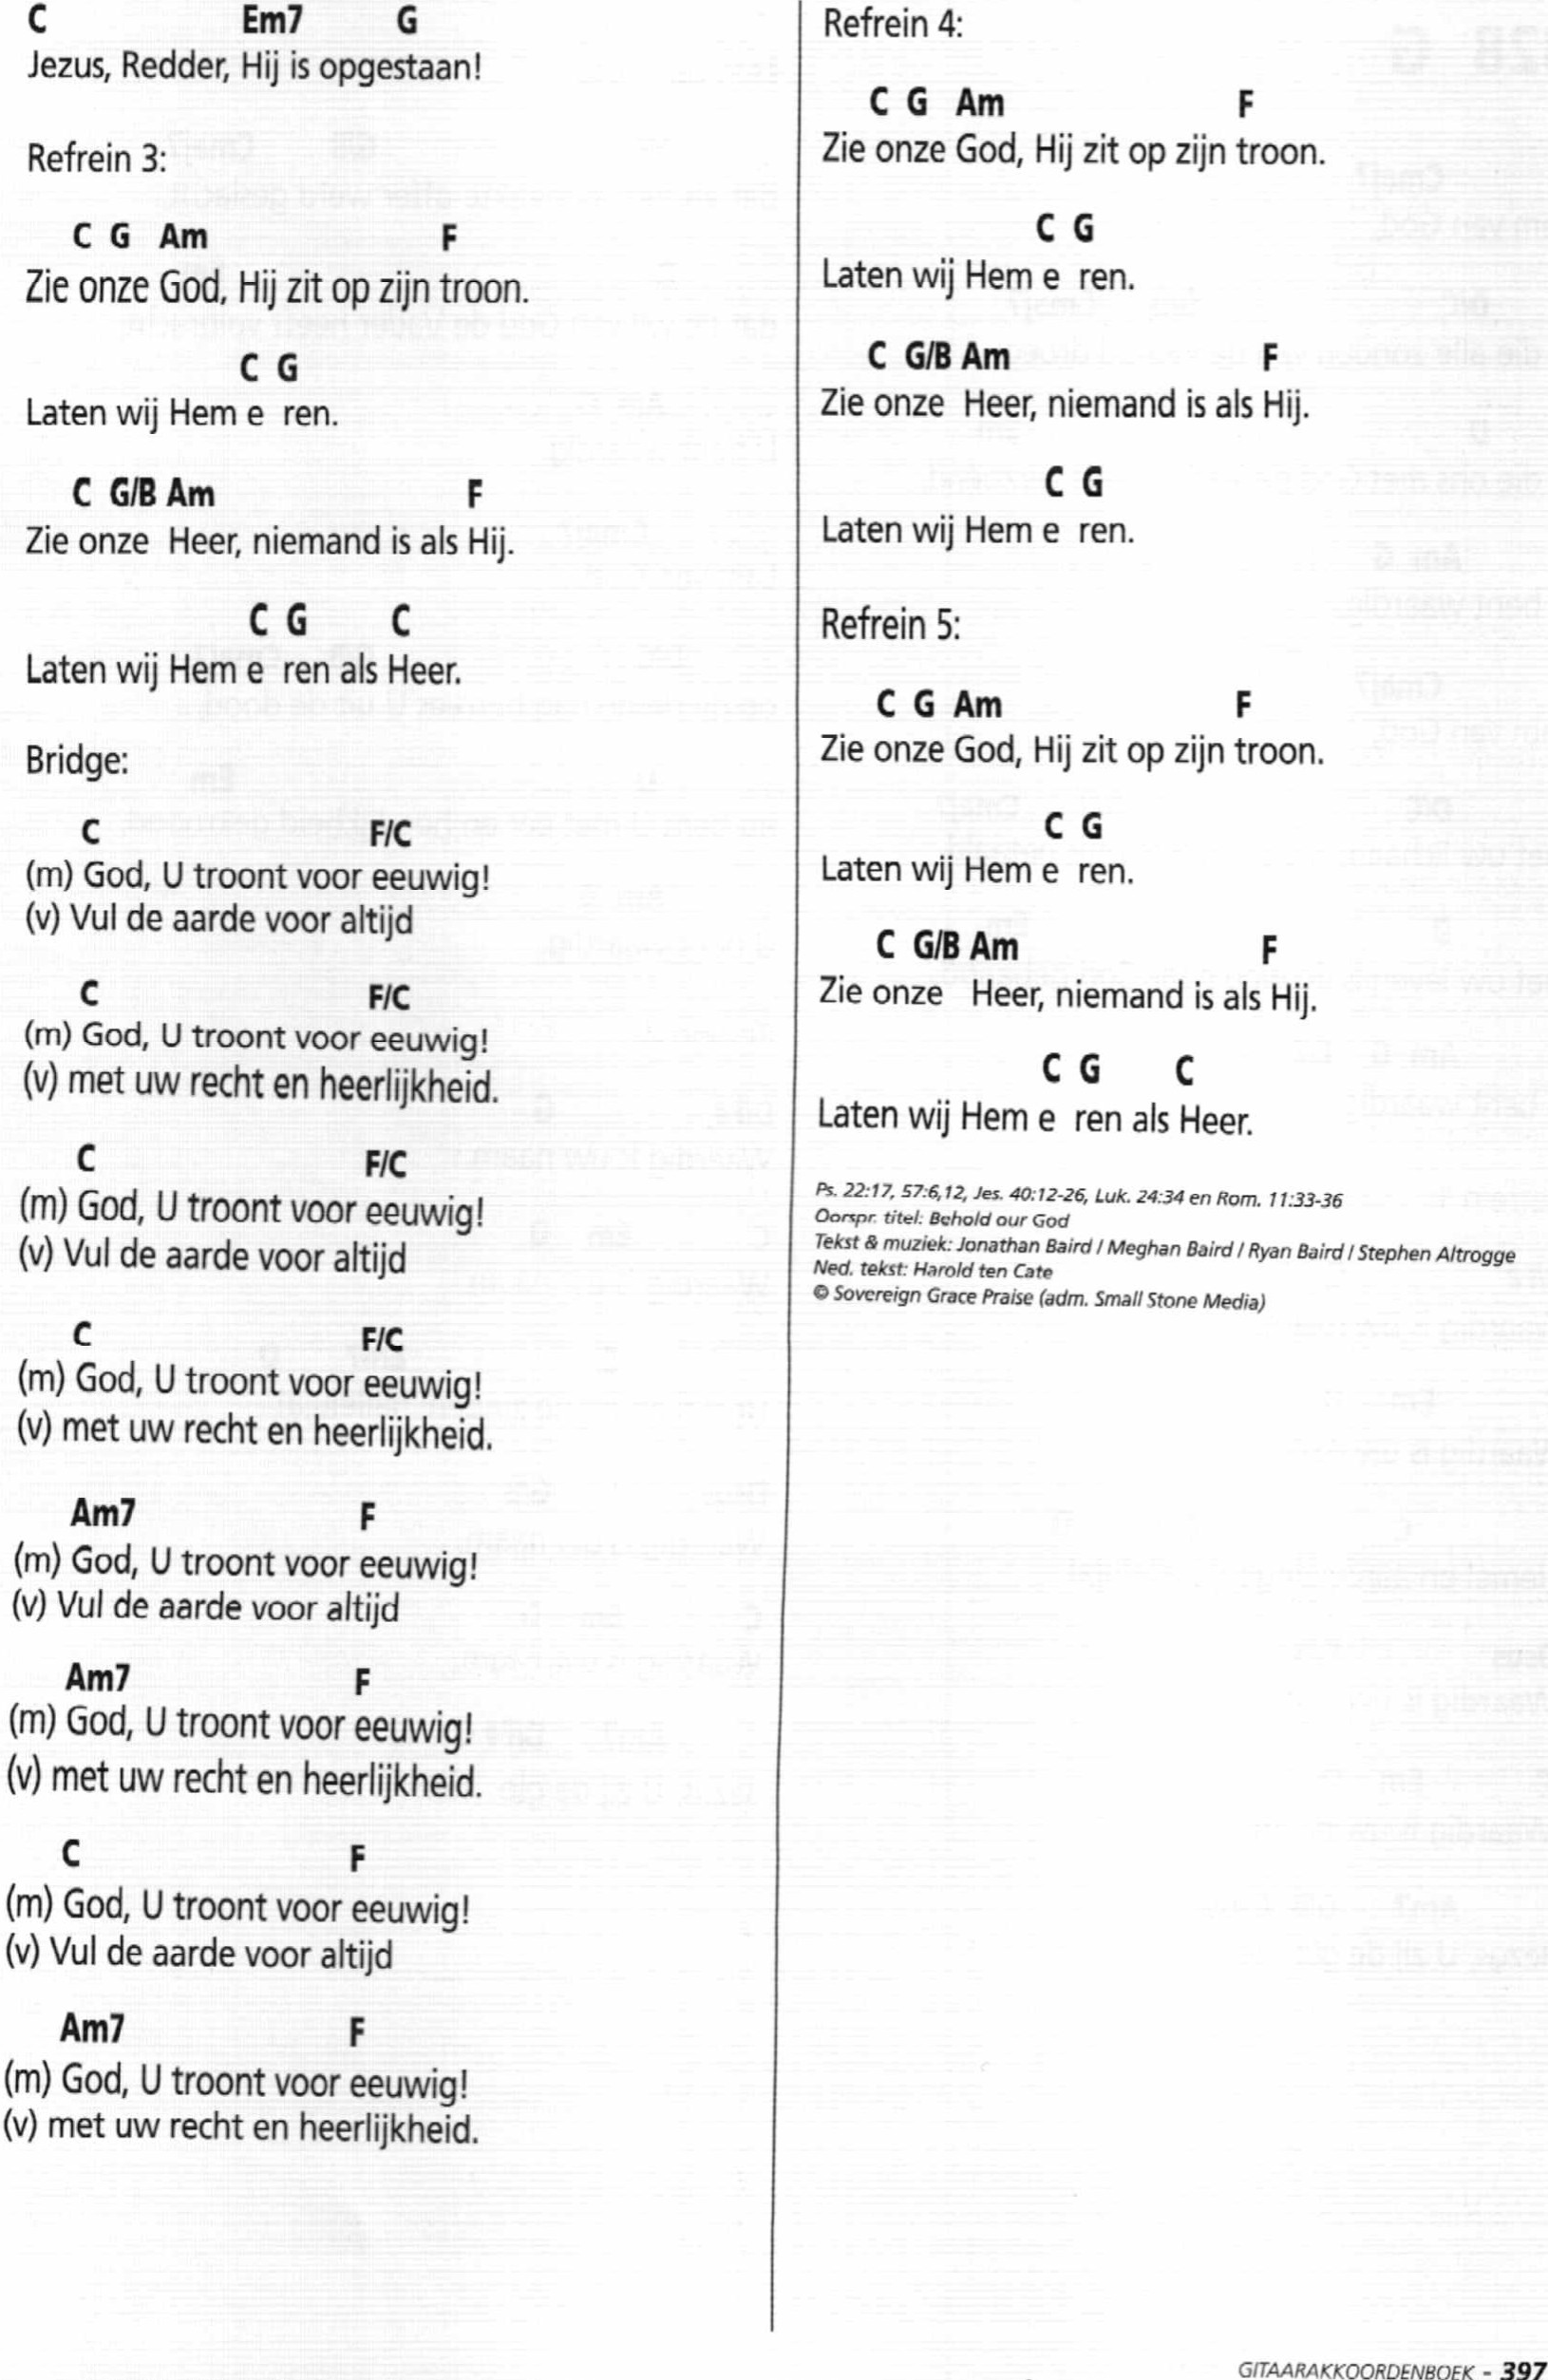 C Em7 G
Jezus, Redder, Hij is opgestaan!
Refrein 3:
C G Am F
Zie onze God, Hij zit op zijn troon.
C G
Laten wij Hem e ren.
C G/B Am F
Zie onze Heer, niemand is als Hij.
C G C
Laten wij Hem e ren als Heer.
Bridge:
C F/C
(m) God, U troont voor eeuwig!
(v) Vul de aarde voor altijd
C F/C
(m) God, U troont voor eeuwig!
(v) met uw recht en heerlijkheid.
C F/C
(m) God, U troont voor eeuwig!
(v) Vul de aarde voor altijd
C F/C
(m) God, U troont voor eeuwig!
(v) met uw recht en heerlijkheid.
Am7 F
(m) God, U troont voor eeuwig!
(v) Vul de aarde voor altijd
Am7 F
(m) God, U troont voor eeuwig!
(v) met uw recht en heerlijkheid.
C F
(m) God, U troont voor eeuwig!
(v) Vul de aarde voor altijd
Am7 F
(m) God, U troont voor eeuwig!
(v) met uw recht en heerlijkheid.
Refrein 4:
C G Am F
Zie onze God, Hij zit op zijn troon.
C G
Laten wij Hem e ren.
C G/B Am F
Zie onze Heer, niemand is als Hij.
C G
Laten wij Hem e ren.
Refrein 5:
C G Am F
Zie onze God, Hij zit op zijn troon.
C G
Laten wij Hem e ren.
C G/B Am F
Zie onze Heer, niemand is als Hij.
C G C
Laten wij Hem e ren als Heer.
Ps. 22:17, 57:6,12, Jes. 40:12-26, Luk. 24:34 en Rom. 11:33-36
Oorspr. titel: Behold our God
Tekst & muziek: Jonathan Baird / Meghan Baird / Ryan Baird / Stephen Altrogge
Ned. tekst: Harold ten Cate
© Sovereign Grace Praise (adm. Small Stone Media)
GITAARAKKOORDENBOEK - 397